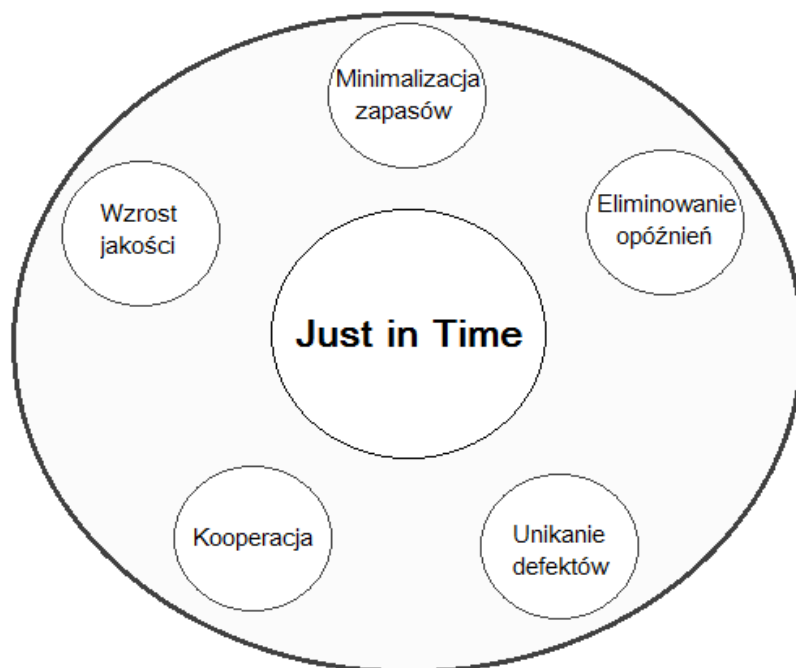 Minimalizacja
zapasów
Wzrost
jakości
Eliminowanie
opóźnień
Just in Time
Kooperacja
Unikanie
defektów